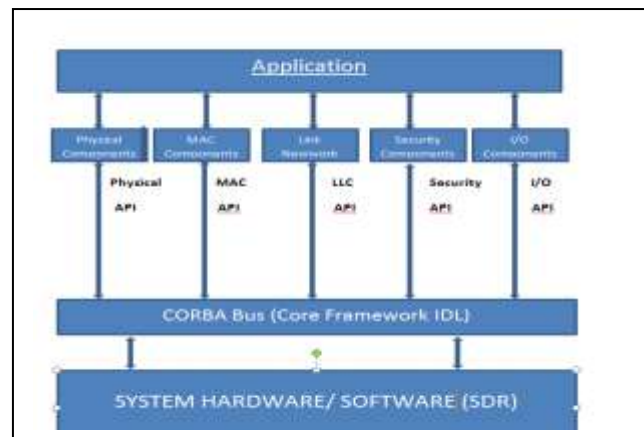 Application
Physical MAC Link Security I/O
Components Components Network Components Components
Physical MAC LLC Security I/O
API API API API API
CORBA Bus (Core Framework IDL)
SYSTEM HARDWARE/ SOFTWARE (SDR)